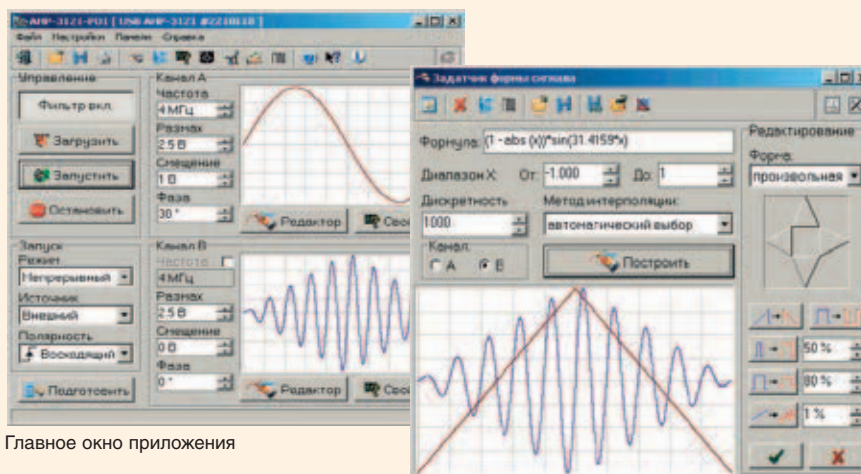 AHP-3121-PO1 [ USB AHP-3121 #2210118 ]
Файл Настройки Панели Справка
Управление
Фильтр вкл.
Загрузить
Запустить
Остановить
Запуск
Режим
Непрерывный
Источник
Внешний
Полярность
Восходящий
Подготовить
Канал A
Частота
4 МГц
Размах
2.5 В
Смещение
1 В
Фаза
30 °
Редактор
Канал B
Частота
4 МГц
Размах
2.5 В
Смещение
0 В
Фаза
0 °
Редактор
Задатчик формы сигнала
Формула: (1 - abs (x))*sin(31.4159*x)
Диапазон X: От: -1.000 До: 1
Дискретность
1000
Метод интерполяции:
автоматический выбор
Канал
A B
Построить
Редактирование
Форма:
произвольная
50 %
80 %
1 %
Главное окно приложения